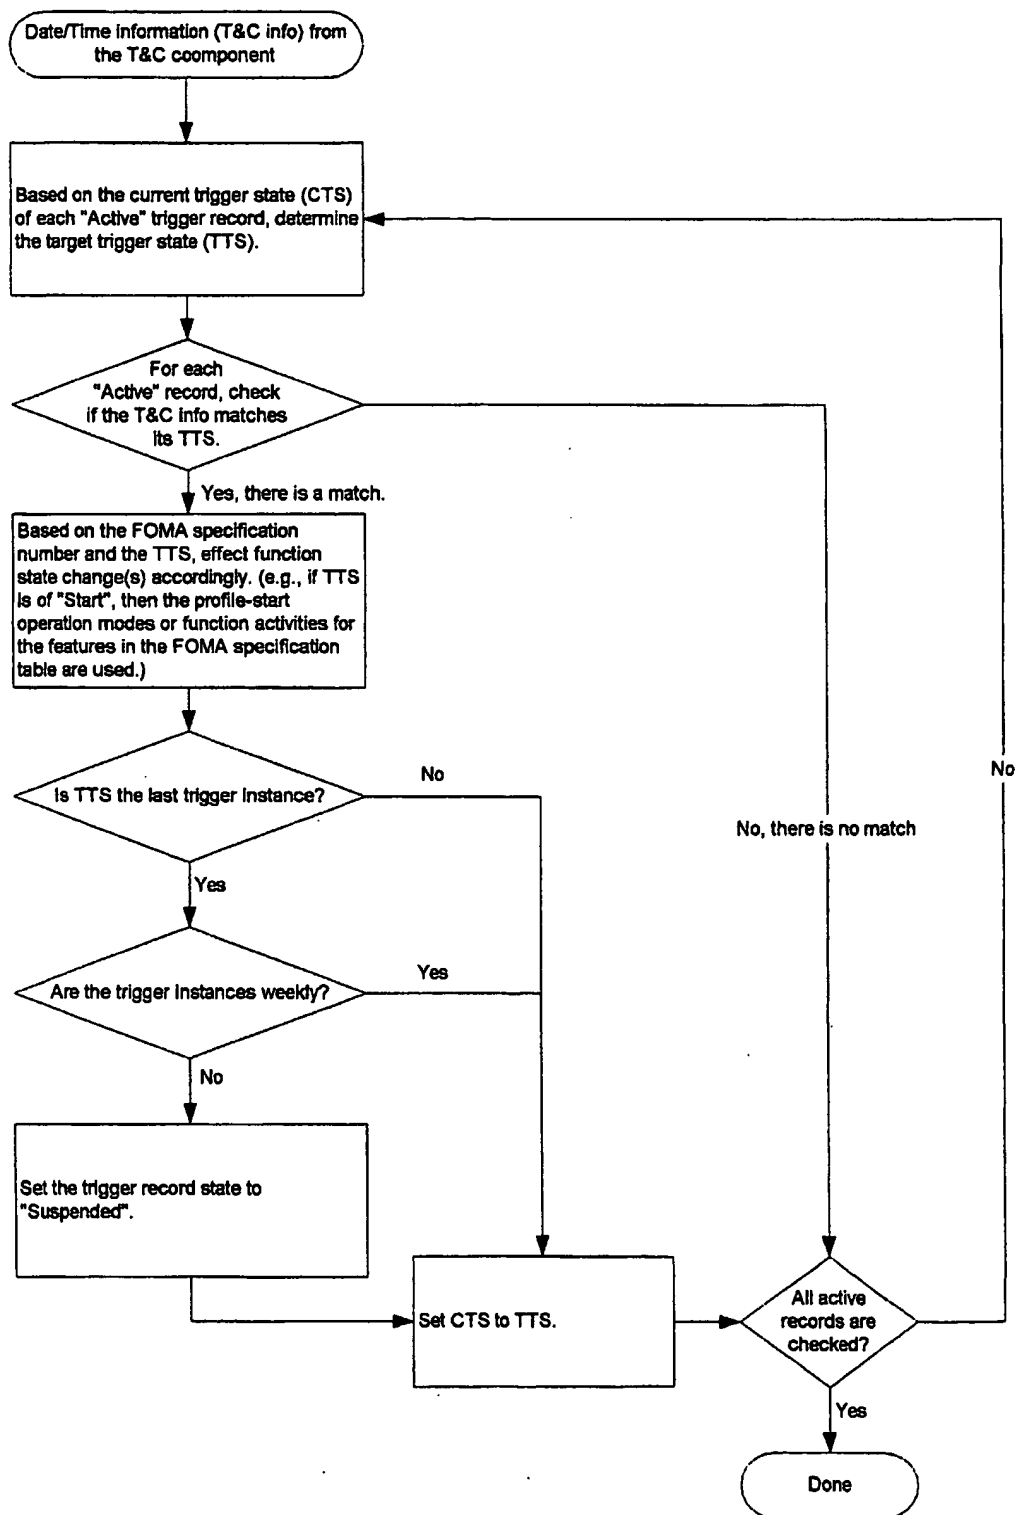 Date/Time information (T&C info) from
the T&C coomponent
Based on the current trigger state (CTS)
of each "Active" trigger record, determine
the target trigger state (TTS).
For each
"Active" record, check
if the T&C info matches
its TTS.
Yes, there is a match.
Based on the FOMA specification
number and the TTS, effect function
state change(s) accordingly. (e.g., if TTS
is of "Start", then the profile-start
operation modes or function activities for
the features in the FOMA specification
table are used.)
Is TTS the last trigger instance?
No
No
No, there is no match
Yes
Are the trigger instances weekly?
Yes
No
Set the trigger record state to
"Suspended".
Set CTS to TTS.
All active
records are
checked?
Yes
Done